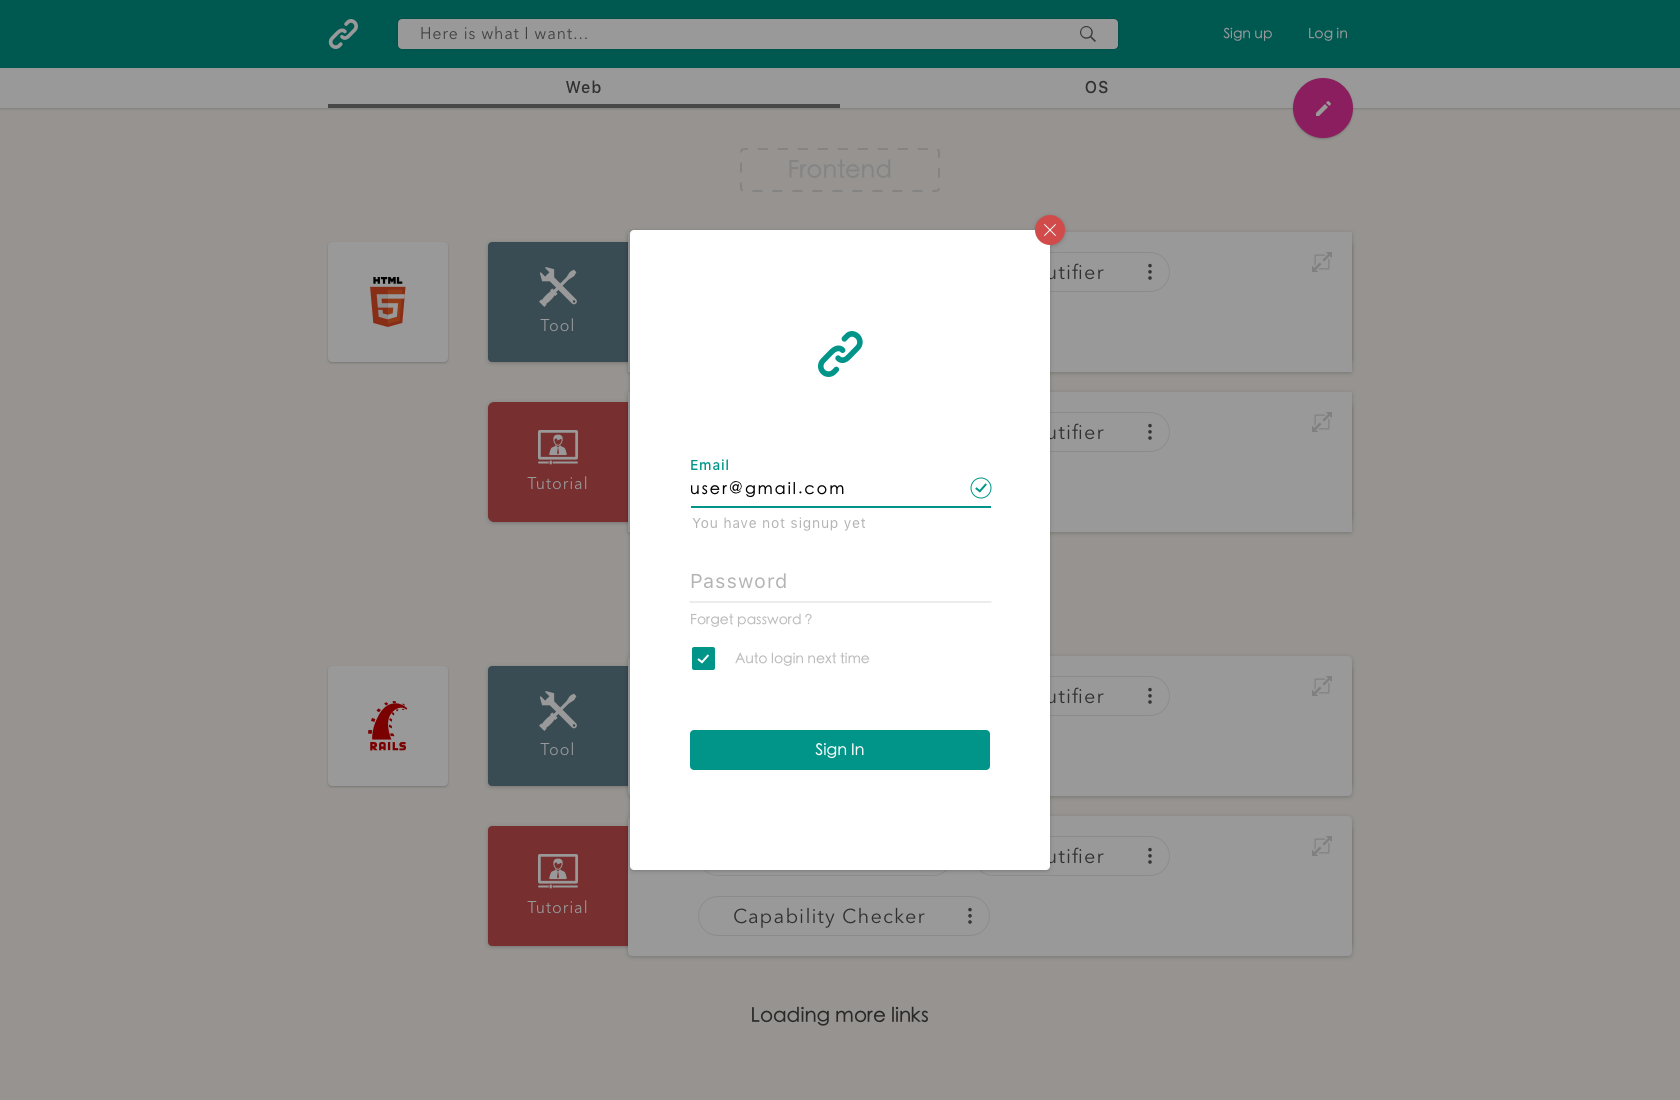 Here is what I want...
Sign up
Log in
Web
OS
Frontend
HTML
5
Tool
utifier
Tutorial
utifier
Email
user@gmail.com
You have not signup yet
Password
Forget password ?
Auto login next time
Sign In
RAILS
Tool
utifier
Tutorial
utifier
Capability Checker
Loading more links